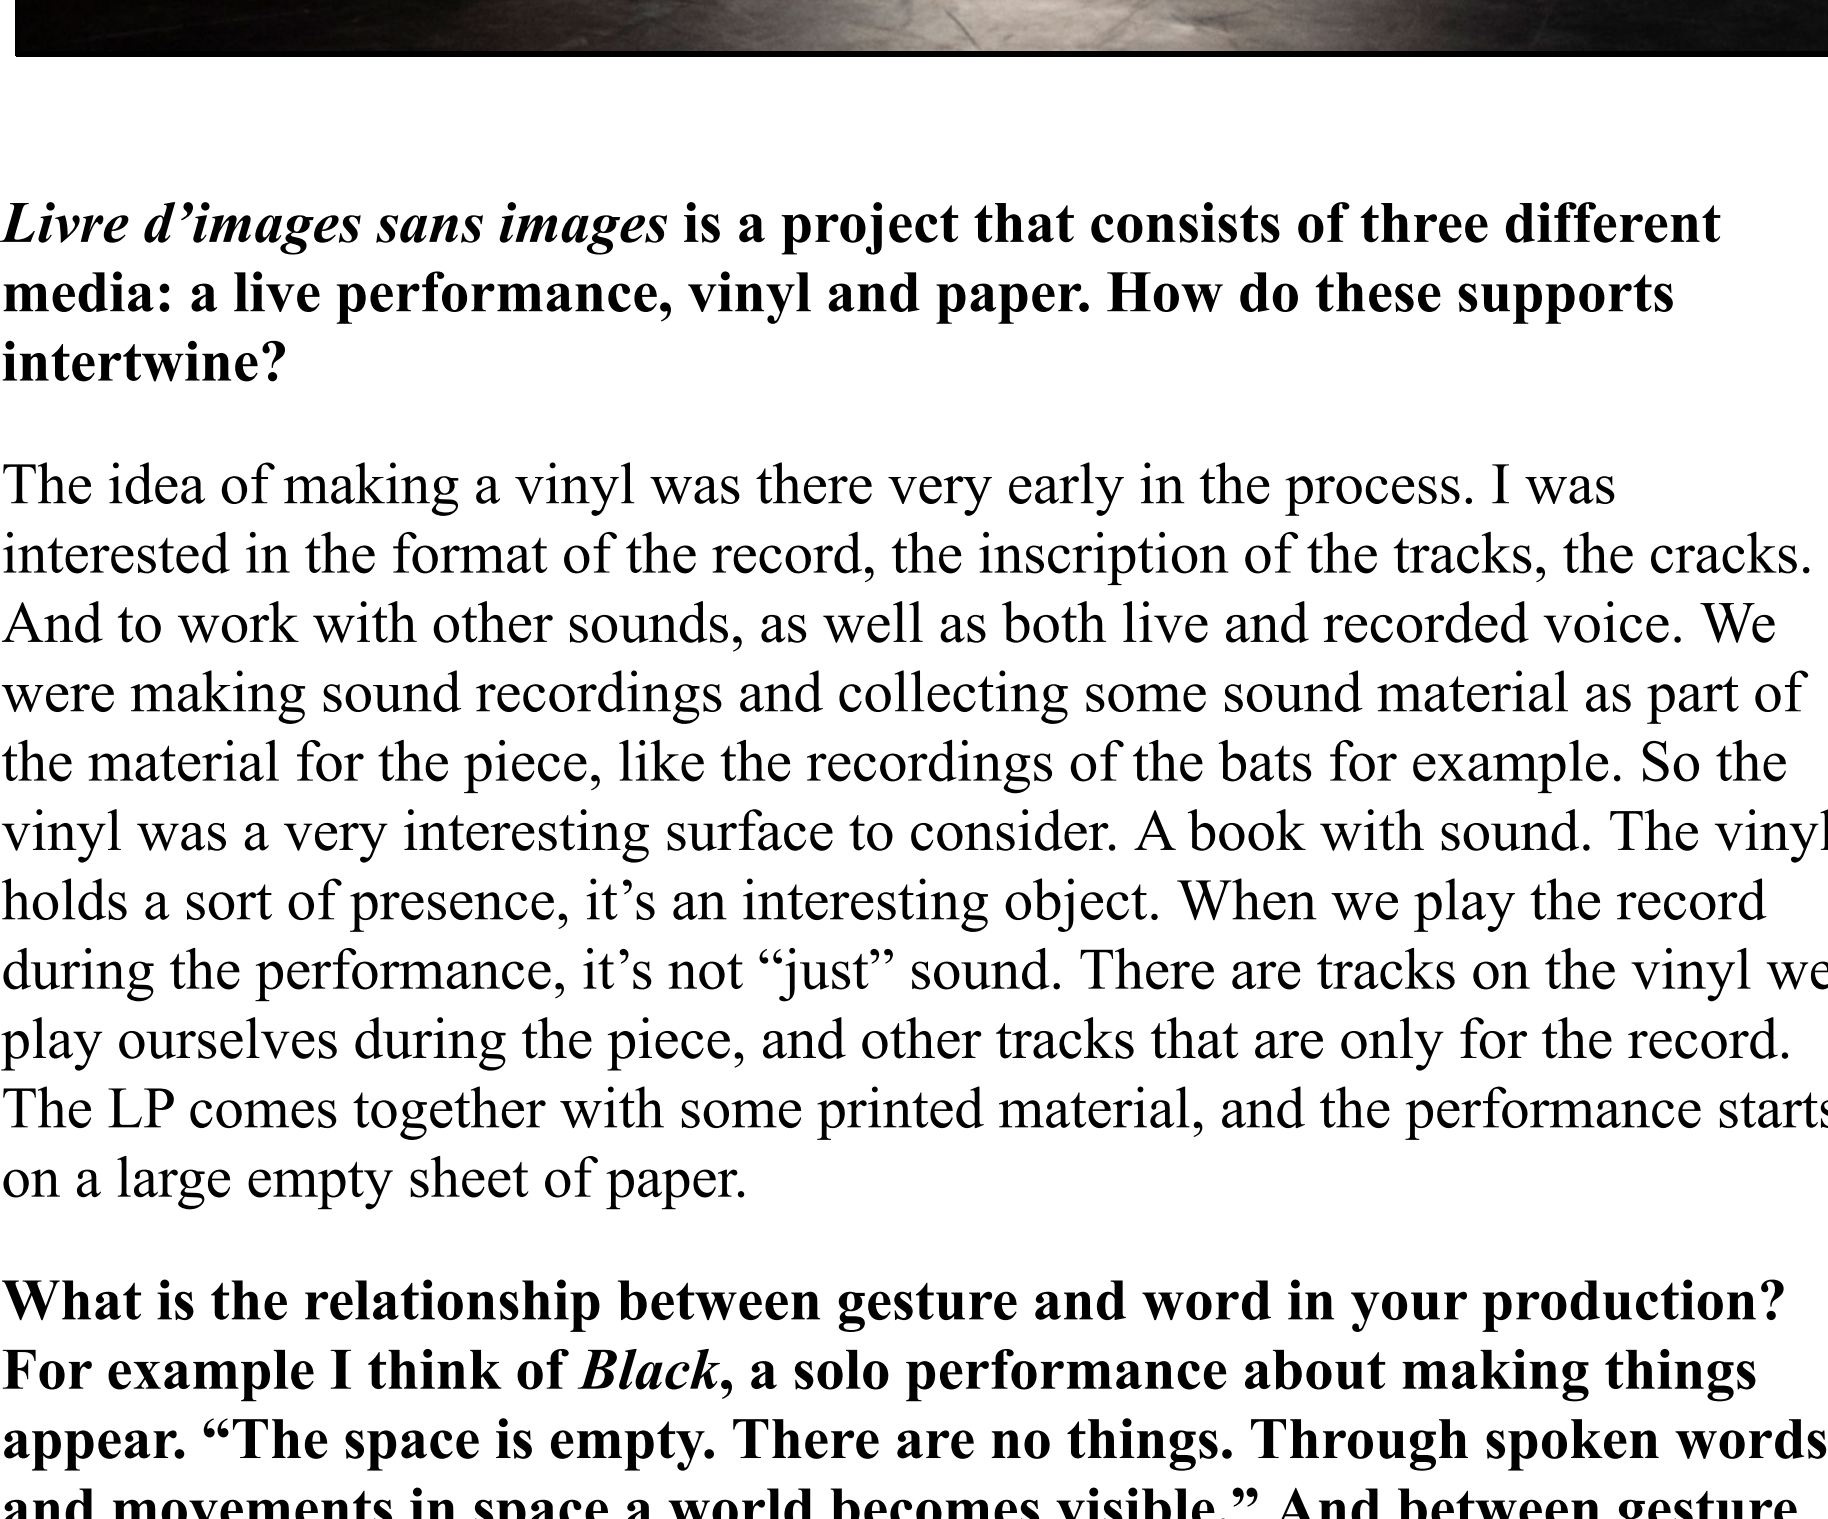 Livre d’images sans images is a project that consists of three different
media: a live performance, vinyl and paper. How do these supports
intertwine?
The idea of making a vinyl was there very early in the process. I was
interested in the format of the record, the inscription of the tracks, the cracks.
And to work with other sounds, as well as both live and recorded voice. We
were making sound recordings and collecting some sound material as part of
the material for the piece, like the recordings of the bats for example. So the
vinyl was a very interesting surface to consider. A book with sound. The vinyl
holds a sort of presence, it’s an interesting object. When we play the record
during the performance, it’s not “just” sound. There are tracks on the vinyl we
play ourselves during the piece, and other tracks that are only for the record.
The LP comes together with some printed material, and the performance starts
on a large empty sheet of paper.
What is the relationship between gesture and word in your production?
For example I think of Black, a solo performance about making things
appear. “The space is empty. There are no things. Through spoken words
and movements in space a world becomes visible.” And between gesture